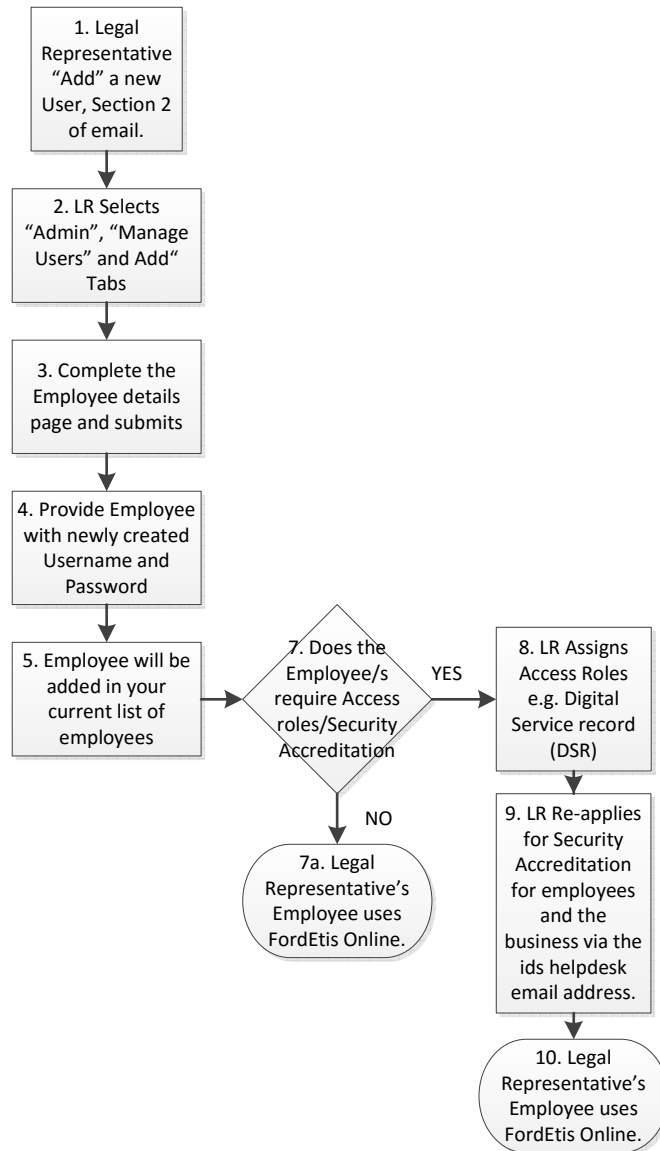 1. Legal
Representative
“Add” a new
User, Section 2
of email.
2. LR Selects
“Admin”, “Manage
Users” and Add“
Tabs
3. Complete the
Employee details
page and submits
4. Provide Employee
with newly created
Username and
Password
5. Employee will be
added in your
current list of
employees
7. Does the
Employee/s
require Access
roles/Security
Accreditation
YES
NO
7a. Legal
Representative’s
Employee uses
FordEtis Online.
8. LR Assigns
Access Roles
e.g. Digital
Service record
(DSR)
9. LR Re-applies
for Security
Accreditation
for employees
and the
business via the
ids helpdesk
email address.
10. Legal
Representative’s
Employee uses
FordEtis Online.